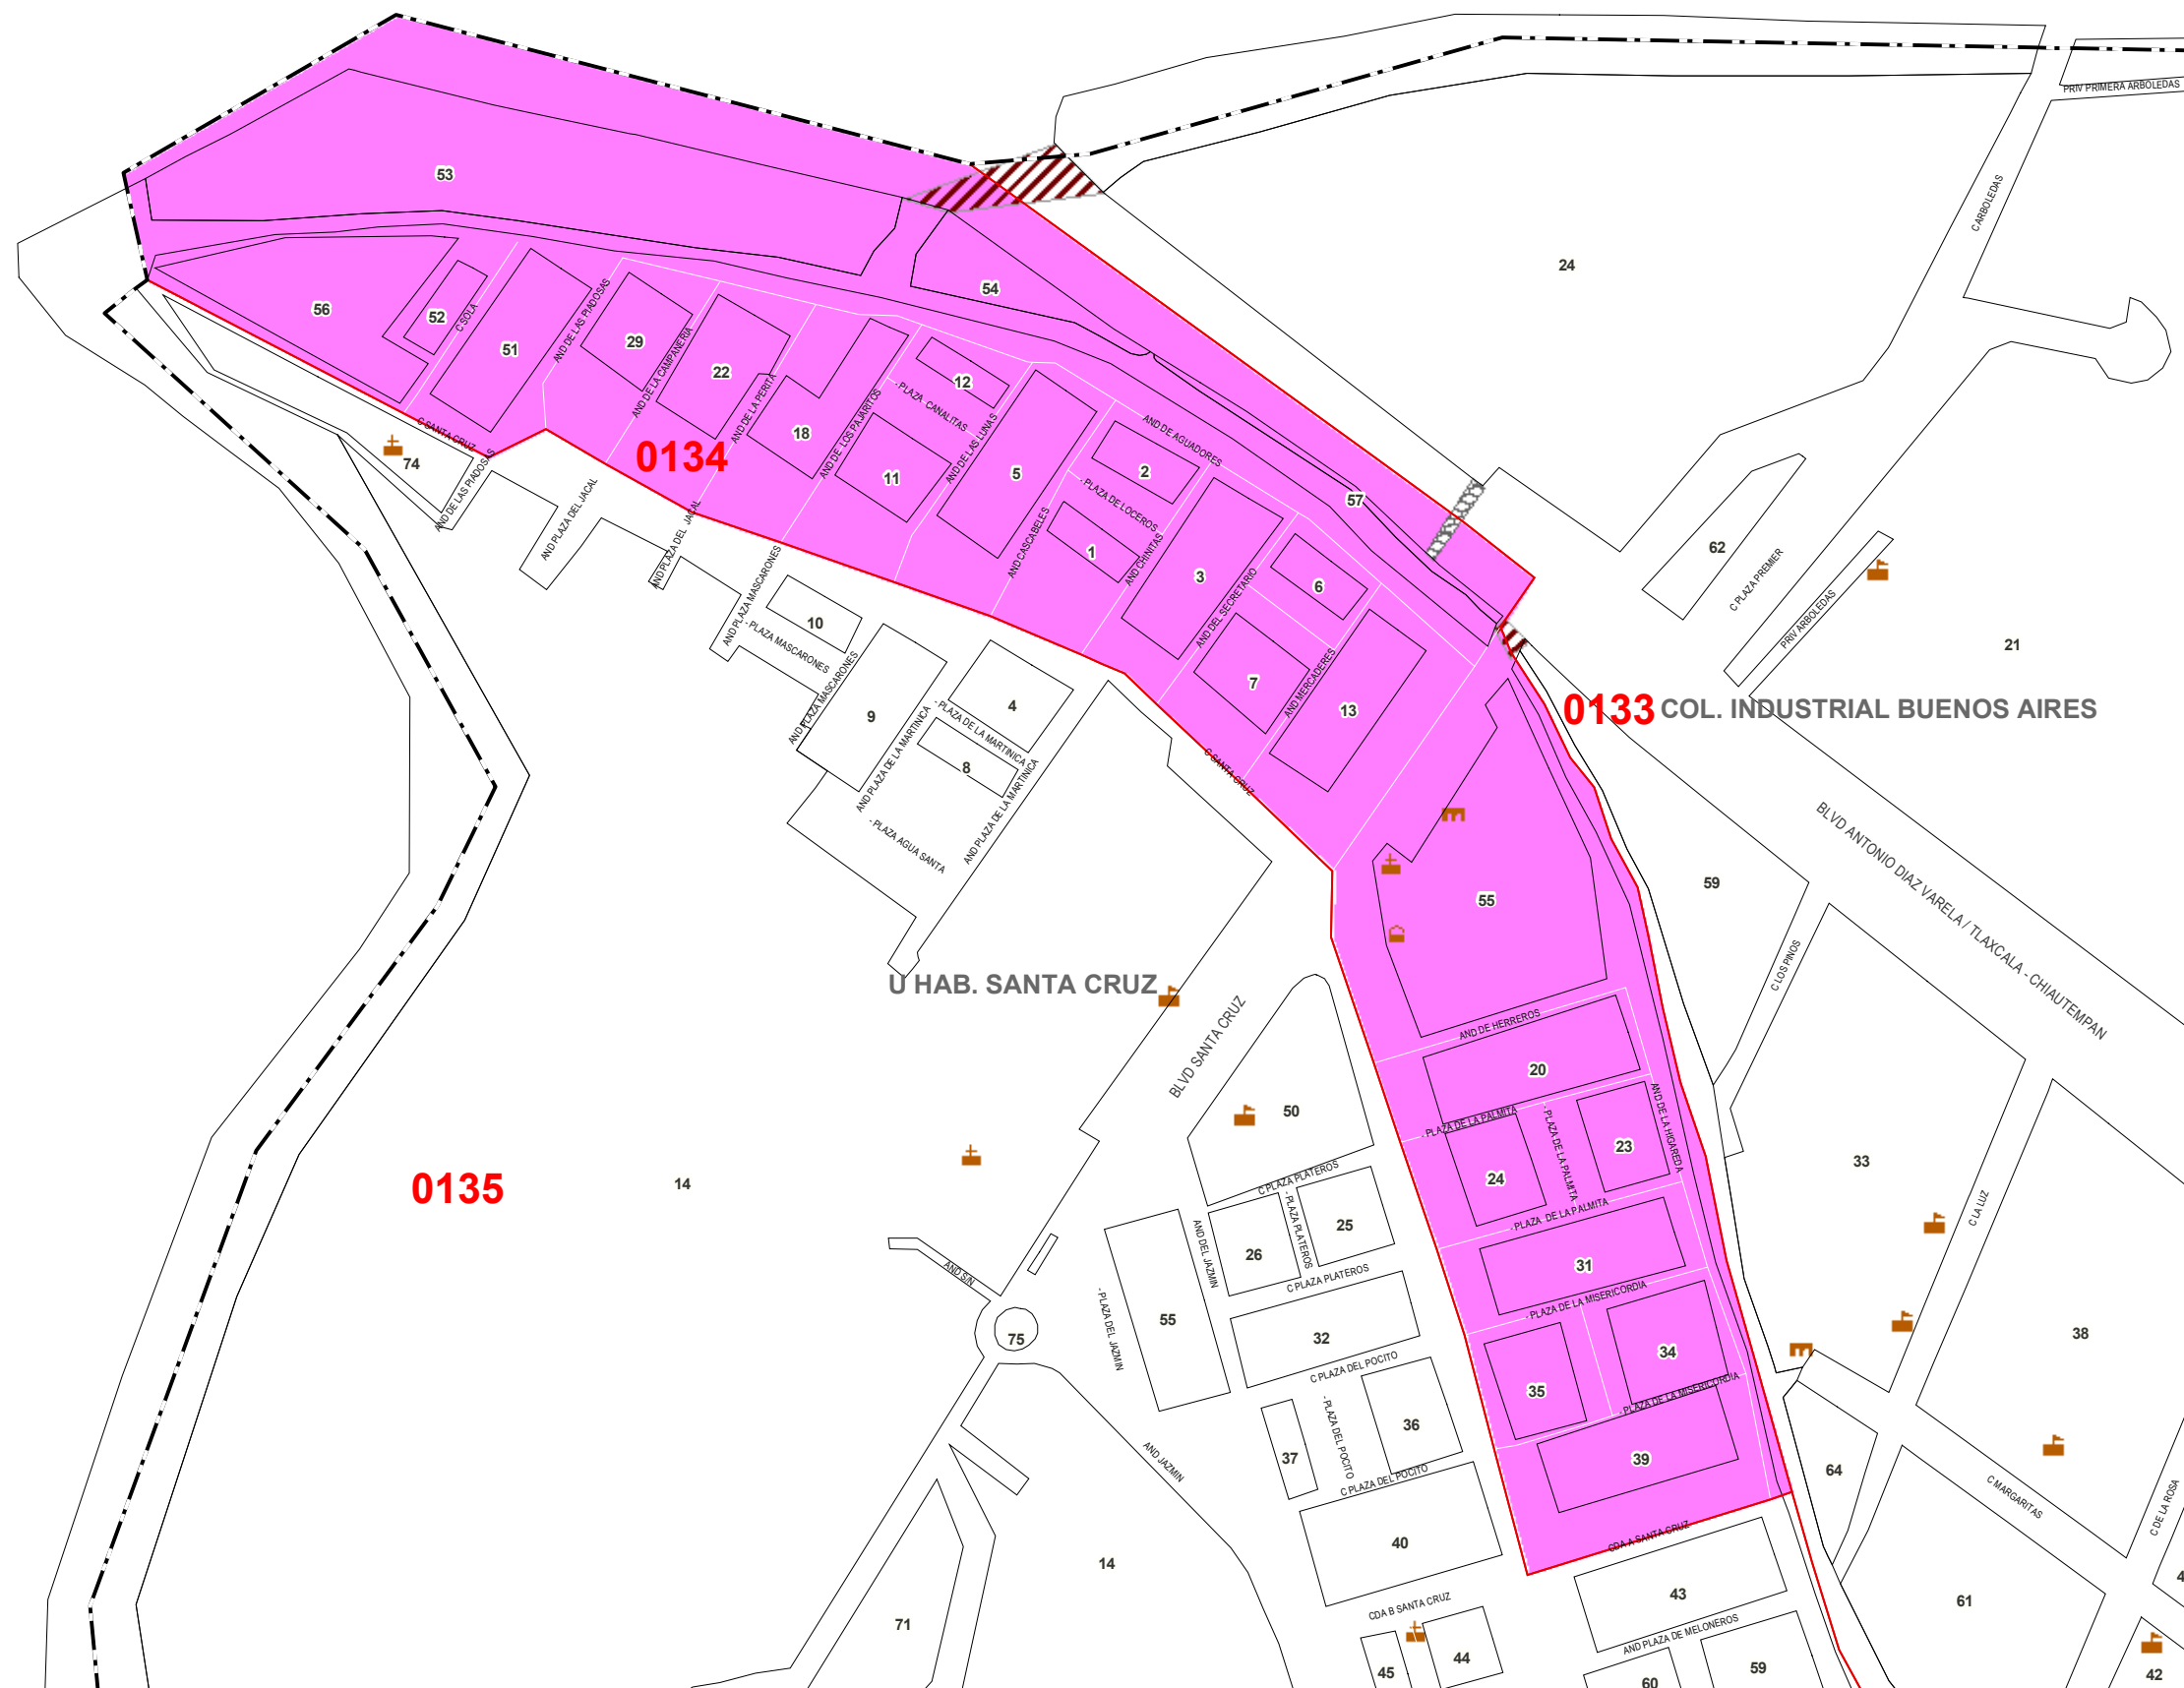 PRIV PRIMERA ARBOLEDAS
53
C ARBOLEDAS
24
54
56
52
C SOLA
51
AND DE LAS PIADOSAS
29
AND DE LA CAMPANERIA
22
AND DE LA PERITA
18
AND DE LOS PAJARITOS
12
- PLAZA CANALITAS
11
AND DE LAS LUNAS
5
AND DE AGUADORES
2
- PLAZA DE LOCEROS
1
AND CASCABELES
AND CHINITAS
57
3
6
AND DEL SECRETARIO
7
AND MERCADERES
13
0134
C SANTA CRUZ
74
AND DE LAS PIADOSAS
AND PLAZA DEL JACAL
AND PLAZA DEL JACAL
AND PLAZA MASCARONES
10
- PLAZA MASCARONES
AND PLAZA MASCARONES
9
4
- PLAZA DE LA MARTINICA
AND PLAZA DE LA MARTINICA
8
AND PLAZA DE LA MARTINICA
- PLAZA AGUA SANTA
C SANTA CRUZ
62
C PLAZA PREMIER
PRIV ARBOLEDAS
21
0133
COL. INDUSTRIAL BUENOS AIRES
BLVD ANTONIO DIAZ VARELA / TLAXCALA - CHIAUTEMPAN
59
C LOS PINOS
55
U HAB. SANTA CRUZ
BLVD SANTA CRUZ
AND DE HERREROS
20
- PLAZA DE LA PALMITA
- PLAZA DE LA PALMITA
AND DE LA HIGAREDA
23
24
- PLAZA DE LA PALMITA
31
- PLAZA DE LA MISERICORDIA
34
35
- PLAZA DE LA MISERICORDIA
39
CDA A SANTA CRUZ
50
C PLAZA PLATEROS
- PLAZA PLATEROS
25
26
AND DEL JAZMIN
C PLAZA PLATEROS
55
- PLAZA DEL JAZMIN
32
C PLAZA DEL POCITO
- PLAZA DEL POCITO
36
37
C PLAZA DEL POCITO
40
CDA B SANTA CRUZ
44
45
43
AND PLAZA DE MELONEROS
59
60
0135
14
AND S/N
75
AND JAZMIN
14
71
33
C LA LUZ
38
64
C MARGARITAS
C DE LA ROSA
61
4
42